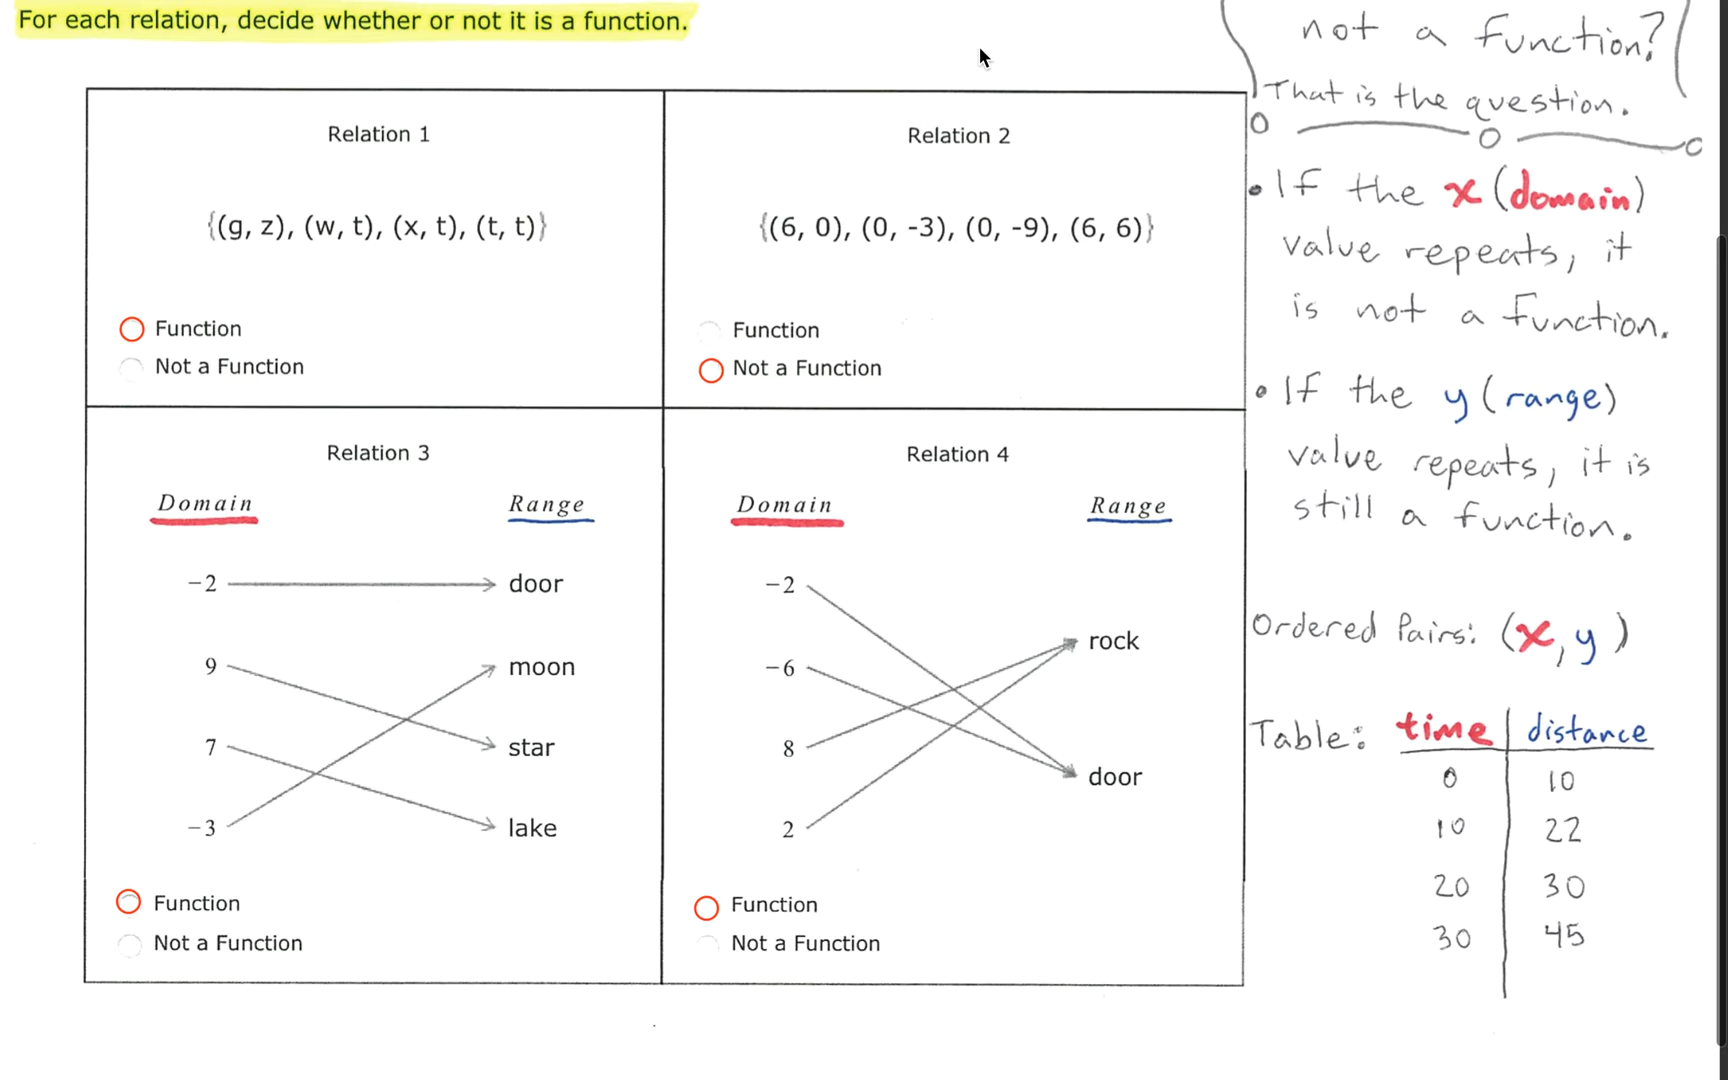 For each relation, decide whether or not it is a function.
Relation 1
{(g, z), (w, t), (x, t), (t, t)}
Function
Not a Function
Relation 2
{(6, 0), (0, -3), (0, -9), (6, 6)}
Function
Not a Function
Relation 3
Domain Range
-2 door
9 moon
7 star
-3 lake
Function
Not a Function
Relation 4
Domain Range
-2
rock
-6
8
door
2
Function
Not a Function
not a function?
That is the question.
• If the x (domain)
value repeats, it
is not a function.
• If the y (range)
value repeats, it is
still a function.
Ordered Pairs: (x, y)
Table: time distance
0 10
10 22
20 30
30 45